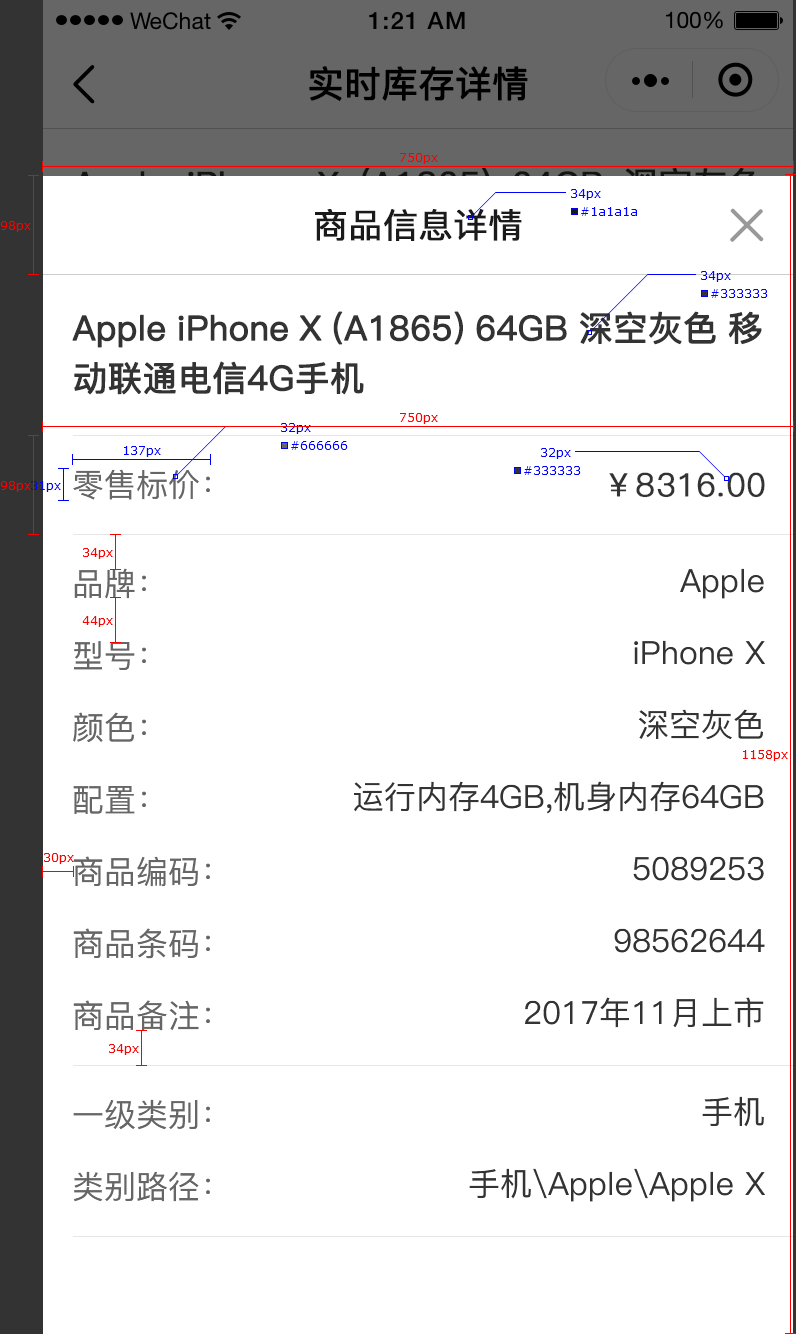 WeChat 1:21 AM 100%
实时库存详情
750px
98px
商品信息详情
34px
#1a1a1a
34px
#333333
Apple iPhone X (A1865) 64GB 深空灰色 移
动联通电信4G手机
750px
32px
#666666
137px
32px
#333333
98px
1px
零售标价: ¥8316.00
34px
品牌: Apple
44px
型号: iPhone X
颜色: 深空灰色
1158px
配置: 运行内存4GB,机身内存64GB
30px
商品编码: 5089253
商品条码: 98562644
商品备注: 2017年11月上市
34px
一级类别: 手机
类别路径: 手机\Apple\Apple X